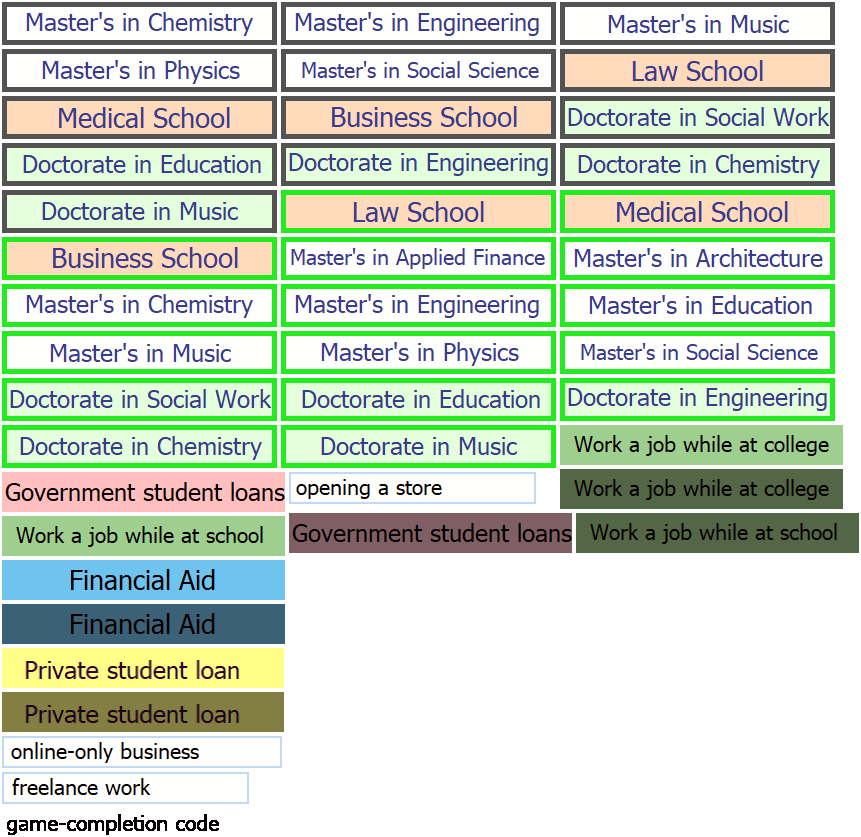 Master's in Chemistry
Master's in Engineering
Master's in Music
Master's in Physics
Master's in Social Science
Law School
Medical School
Business School
Doctorate in Social Work
Doctorate in Education
Doctorate in Engineering
Doctorate in Chemistry
Doctorate in Music
Law School
Medical School
Business School
Master's in Applied Finance
Master's in Architecture
Master's in Chemistry
Master's in Engineering
Master's in Education
Master's in Music
Master's in Physics
Master's in Social Science
Doctorate in Social Work
Doctorate in Education
Doctorate in Engineering
Doctorate in Chemistry
Doctorate in Music
Work a job while at college
Government student loans
opening a store
Work a job while at college
Work a job while at school
Government student loans
Work a job while at school
Financial Aid
Financial Aid
Private student loan
Private student loan
online-only business
freelance work
game-completion code